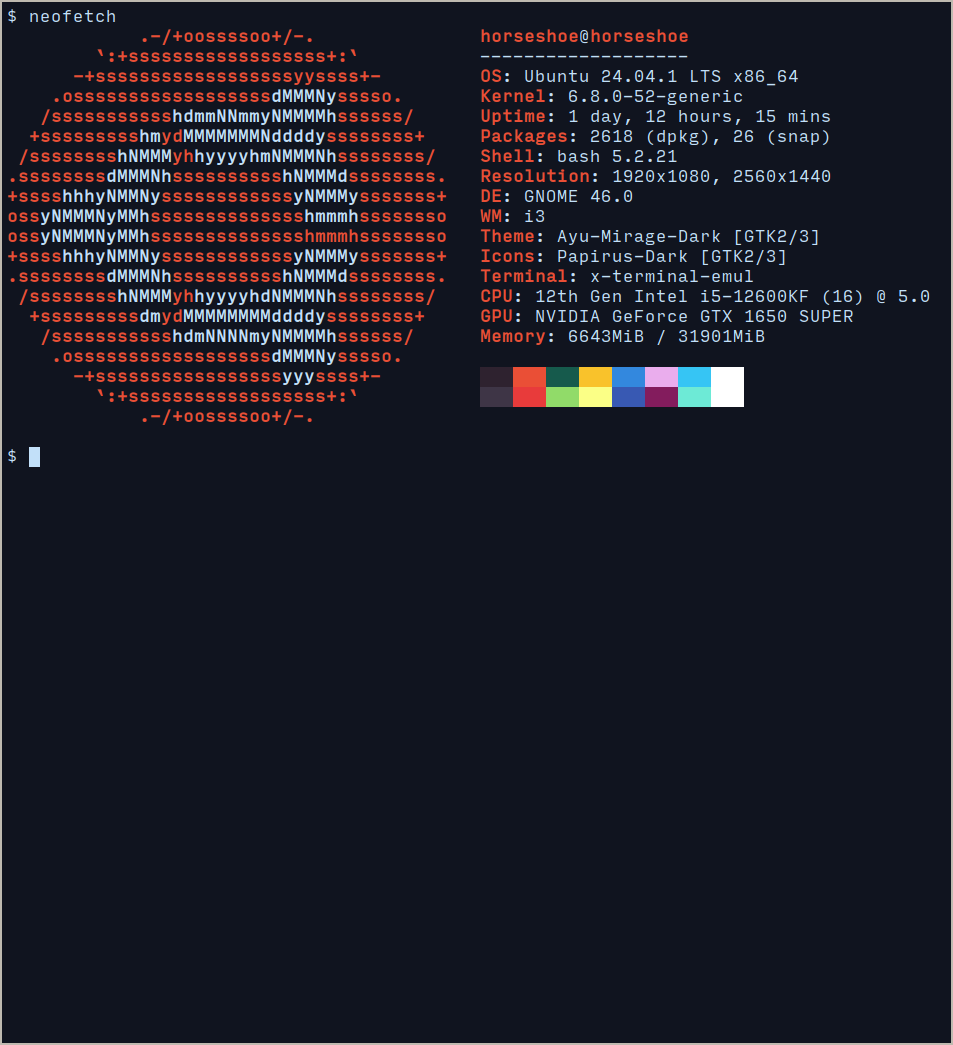 $ neofetch
            .-/+oossssoo+/-.               horseshoe@horseshoe
        `:+ssssssssssssssssss+:`           -------------------
      -+ssssssssssssssssssyyssss+-         OS: Ubuntu 24.04.1 LTS x86_64
    .ossssssssssssssssssdMMMNysssso.       Kernel: 6.8.0-52-generic
   /ssssssssssshdmmNNmmyNMMMMhssssss/      Uptime: 1 day, 12 hours, 15 mins
  +ssssssssshmydMMMMMMMNddddyssssssss+     Packages: 2618 (dpkg), 26 (snap)
 /sssssssshNMMMyhhyyyyhmNMMMNhssssssss/    Shell: bash 5.2.21
.ssssssssdMMMNhsssssssssshNMMMdssssssss.   Resolution: 1920x1080, 2560x1440
+sssshhhyNMMNyssssssssssssyNMMMysssssss+   DE: GNOME 46.0
ossyNMMMNyMMhsssssssssssssshmmmhssssssso   WM: i3
ossyNMMMNyMMhsssssssssssssshmmmhssssssso   Theme: Ayu-Mirage-Dark [GTK2/3]
+sssshhhyNMMNyssssssssssssyNMMMysssssss+   Icons: Papirus-Dark [GTK2/3]
.ssssssssdMMMNhsssssssssshNMMMdssssssss.   Terminal: x-terminal-emul
 /sssssssshNMMMyhhyyyyhdNMMMNhssssssss/    CPU: 12th Gen Intel i5-12600KF (16) @ 5.0
  +sssssssssdmydMMMMMMMMddddyssssssss+     GPU: NVIDIA GeForce GTX 1650 SUPER
   /ssssssssssshdmNNNNmyNMMMMhssssss/      Memory: 6643MiB / 31901MiB
    .ossssssssssssssssssdMMMNysssso.
      -+sssssssssssssssssyyyssss+-
        `:+ssssssssssssssssss+:`
            .-/+oossssoo+/-.
$